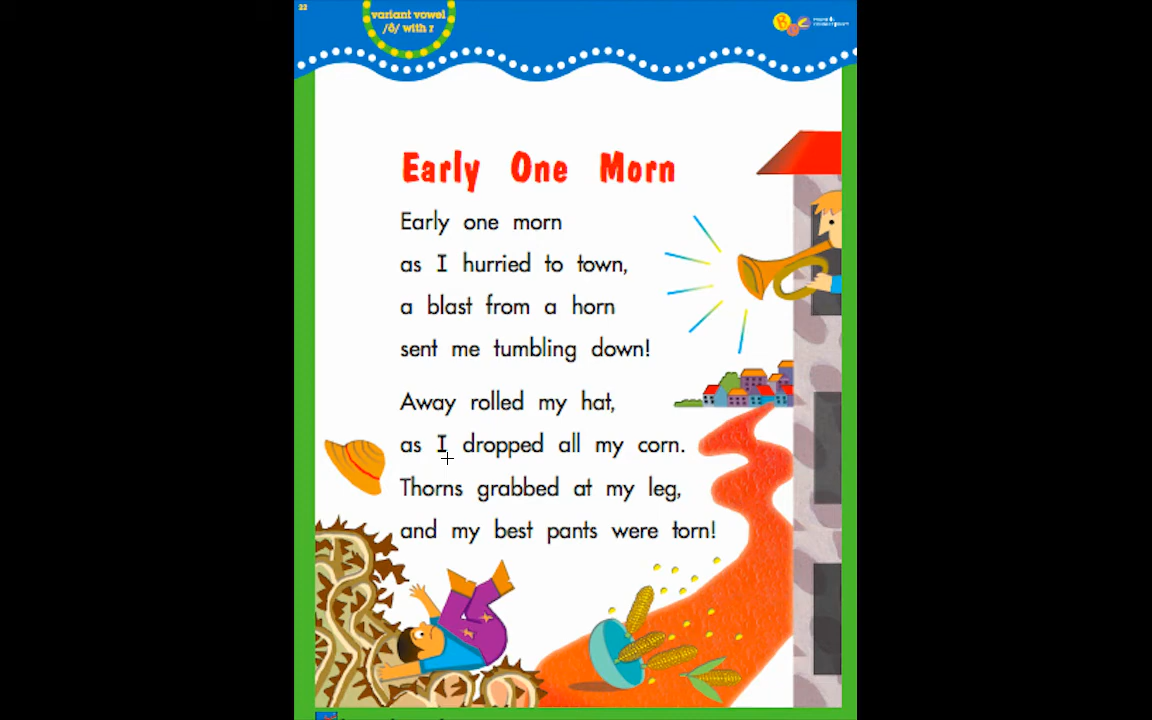 22
variant vowel
/ô/ with r
Early One Morn
Early one morn
as I hurried to town,
a blast from a horn
sent me tumbling down!
Away rolled my hat,
as I dropped all my corn.
Thorns grabbed at my leg,
and my best pants were torn!